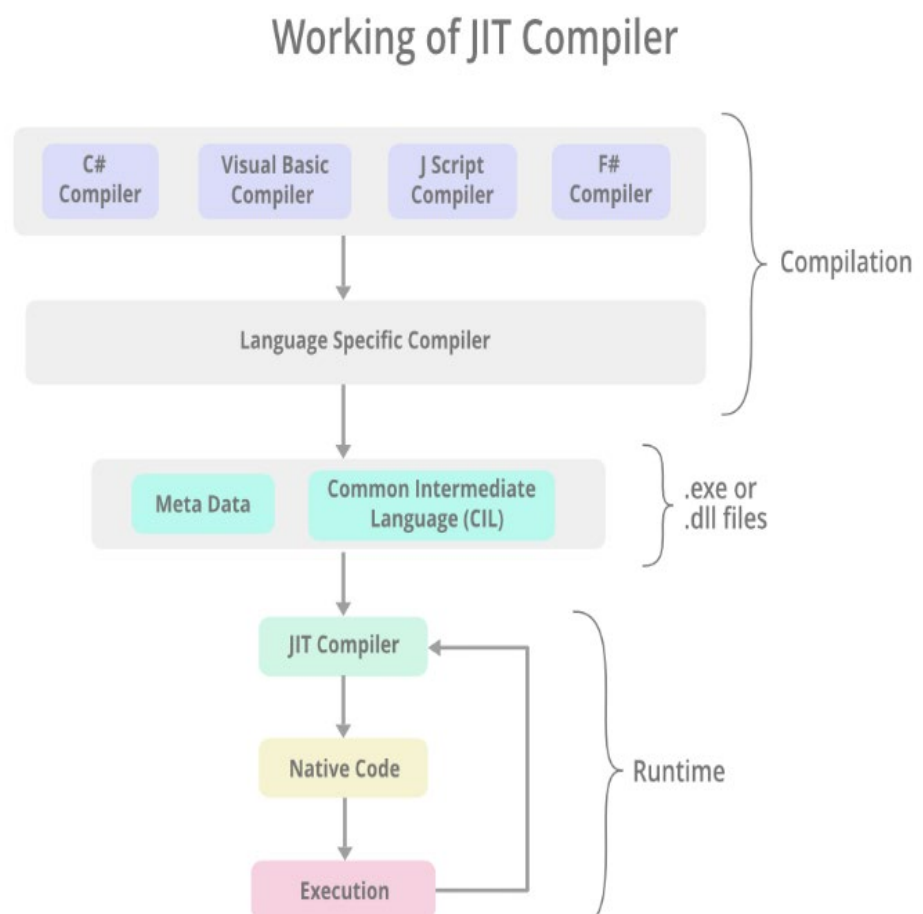 Working of JIT Compiler
C#
Compiler
Visual Basic
Compiler
J Script
Compiler
F#
Compiler
Compilation
Language Specific Compiler
Meta Data
Common Intermediate
Language (CIL)
.exe or
.dll files
JIT Compiler
Native Code
Runtime
Execution